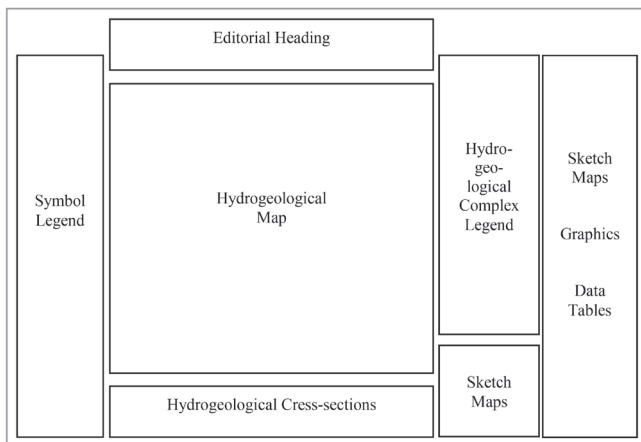 Editorial Heading
Symbol
Legend
Hydrogeological
Map
Hydrogeological Cress-sections
Hydro-
geo-
logical
Complex
Legend
Sketch
Maps
Sketch
Maps
Graphics
Data
Tables